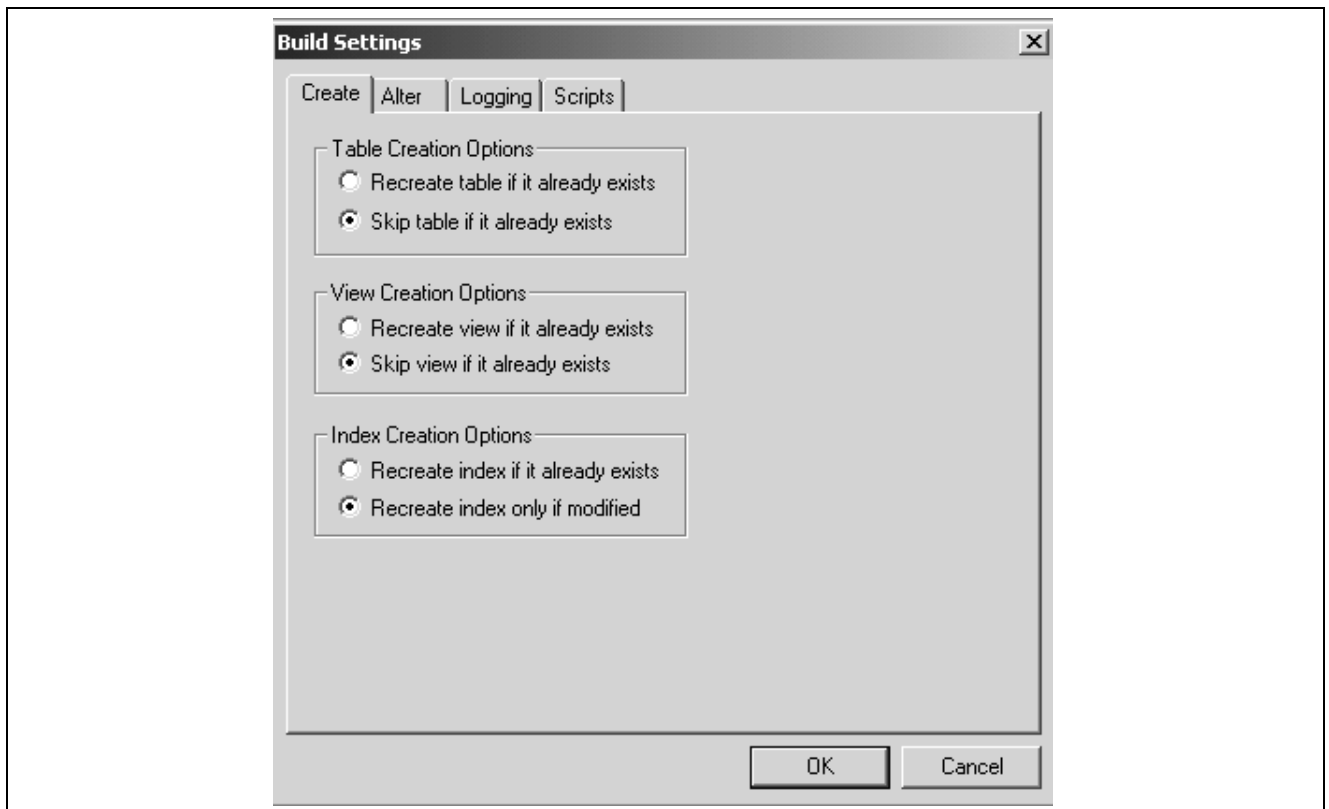 Build Settings
Create Alter Logging Scripts
Table Creation Options
Recreate table if it already exists
Skip table if it already exists
View Creation Options
Recreate view if it already exists
Skip view if it already exists
Index Creation Options
Recreate index if it already exists
Recreate index only if modified
OK Cancel